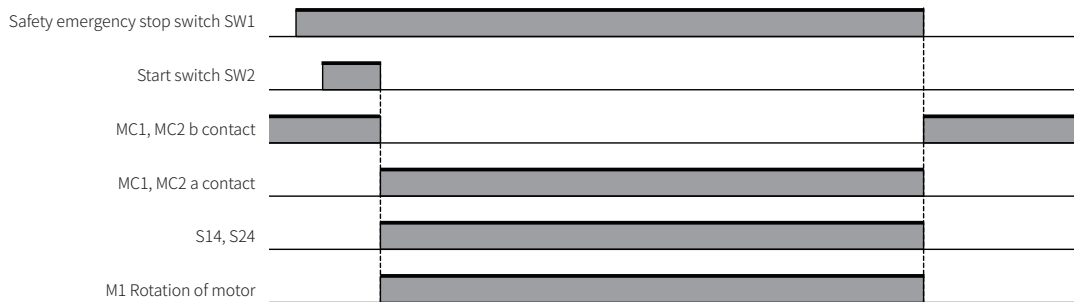 Safety emergency stop switch SW1
Start switch SW2
MC1, MC2 b contact
MC1, MC2 a contact
S14, S24
M1 Rotation of motor